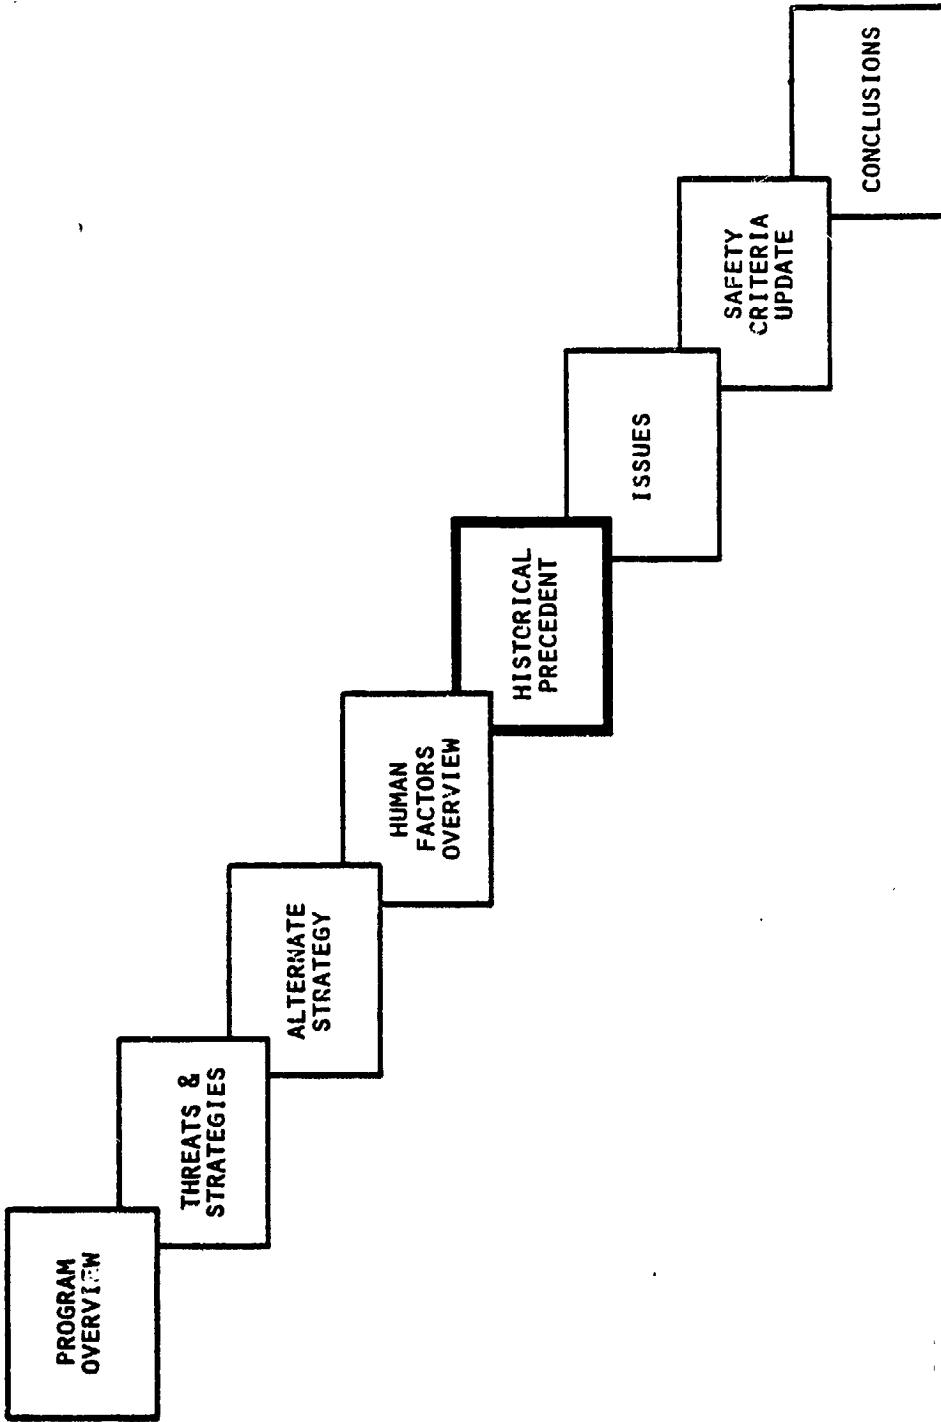 PROGRAM
OVERVIEW
THREATS &
STRATEGIES
ALTERNATE
STRATEGY
HUMAN
FACTORS
OVERVIEW
HISTORICAL
PRECEDENT
ISSUES
SAFETY
CRITERIA
UPDATE
CONCLUSIONS